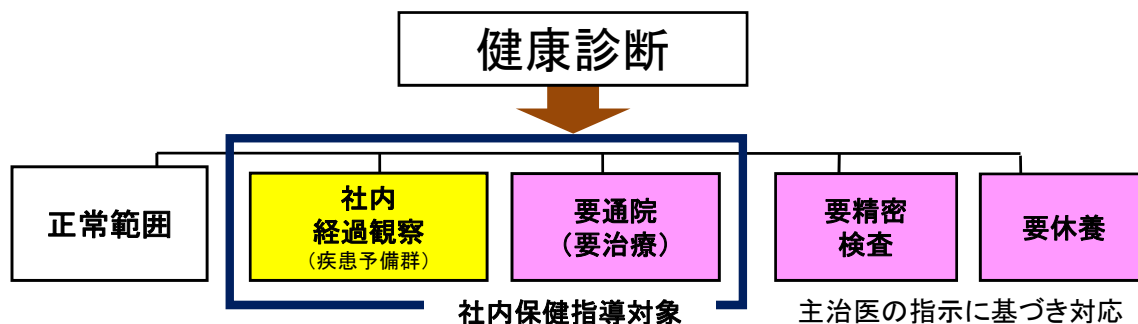 健康診断
正常範囲
社内
経過観察
(疾患予備群)
要通院
(要治療)
要精密
検査
要休養
社内保健指導対象
主治医の指示に基づき対応